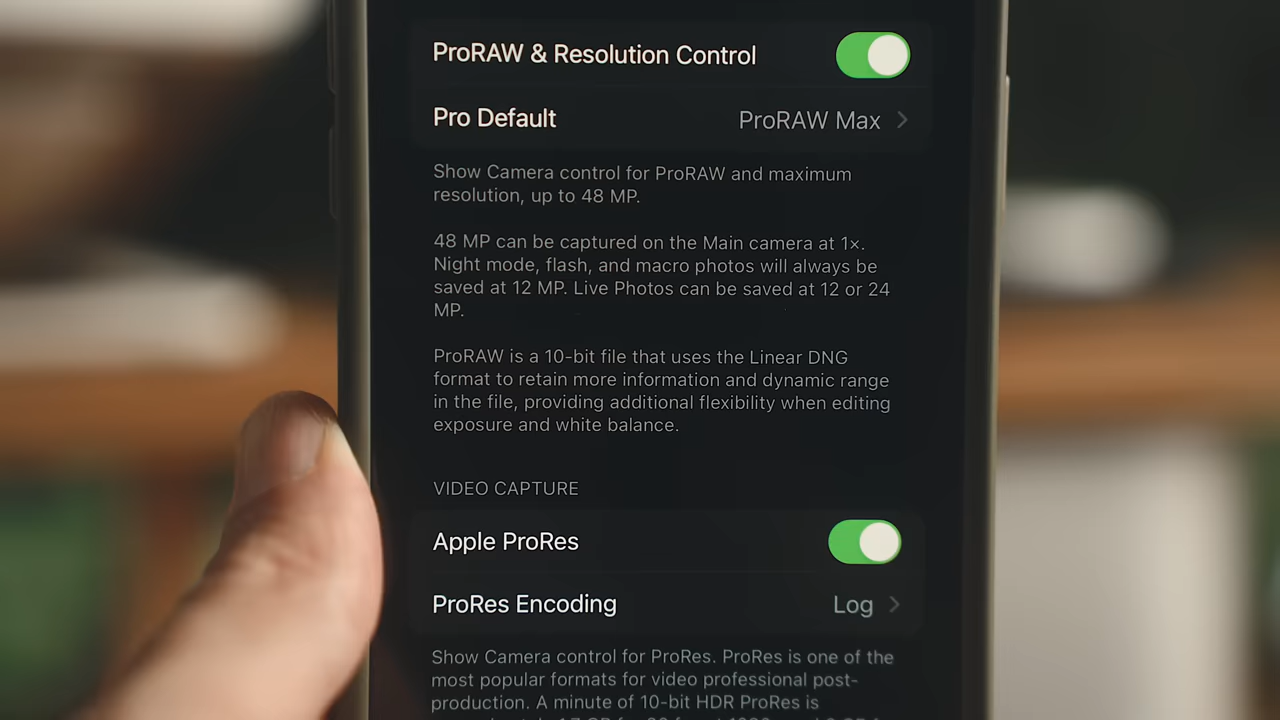 ProRAW & Resolution Control
Pro Default ProRAW Max
Show Camera control for ProRAW and maximum
resolution, up to 48 MP.
48 MP can be captured on the Main camera at 1×.
Night mode, flash, and macro photos will always be
saved at 12 MP. Live Photos can be saved at 12 or 24
MP.
ProRAW is a 10-bit file that uses the Linear DNG
format to retain more information and dynamic range
in the file, providing additional flexibility when editing
exposure and white balance.
VIDEO CAPTURE
Apple ProRes
ProRes Encoding Log
Show Camera control for ProRes. ProRes is one of the
most popular formats for video professional post-
production. A minute of 10-bit HDR ProRes is